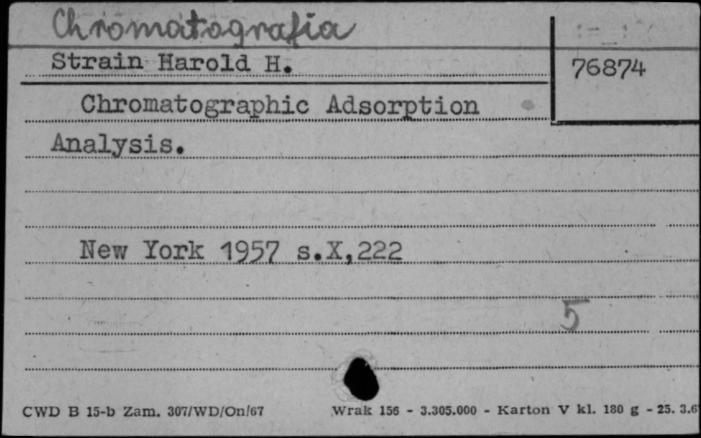 Chromatografia
Strain Harold H.
76874
Chromatographic Adsorption
Analysis.
New York 1957 s.X,222
5
CWD B 15-b Zam. 307/WD/On/67
Wrak 156 - 3.305.000 - Karton V kl. 180 g - 25. 3.6